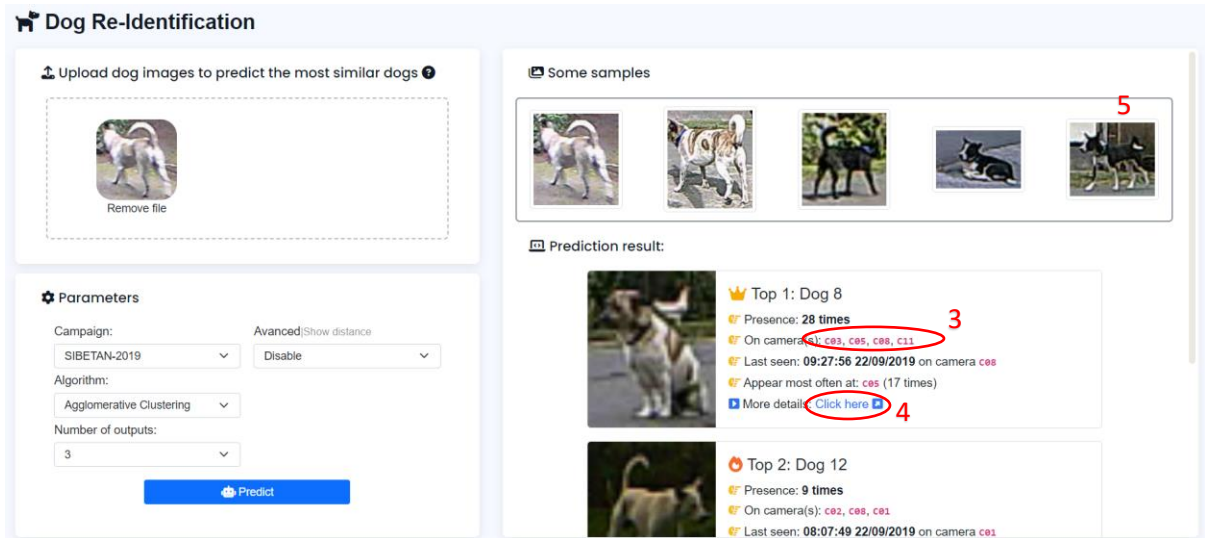 Dog Re-Identification
Upload dog images to predict the most similar dogs ?
Remove file
Parameters
Campaign:
Avanced|Show distance
SIBETAN-2019
Disable
Algorithm:
Agglomerative Clustering
Number of outputs:
3
Predict
Some samples
5
Prediction result:
Top 1: Dog 8
Presence: 28 times
3
On camera(s): c03, c05, c08, c11
Last seen: 09:27:56 22/09/2019 on camera c08
Appear most often at: c05 (17 times)
More details: Click here
4
Top 2: Dog 12
Presence: 9 times
On camera(s): c02, c08, c01
Last seen: 08:07:49 22/09/2019 on camera c01